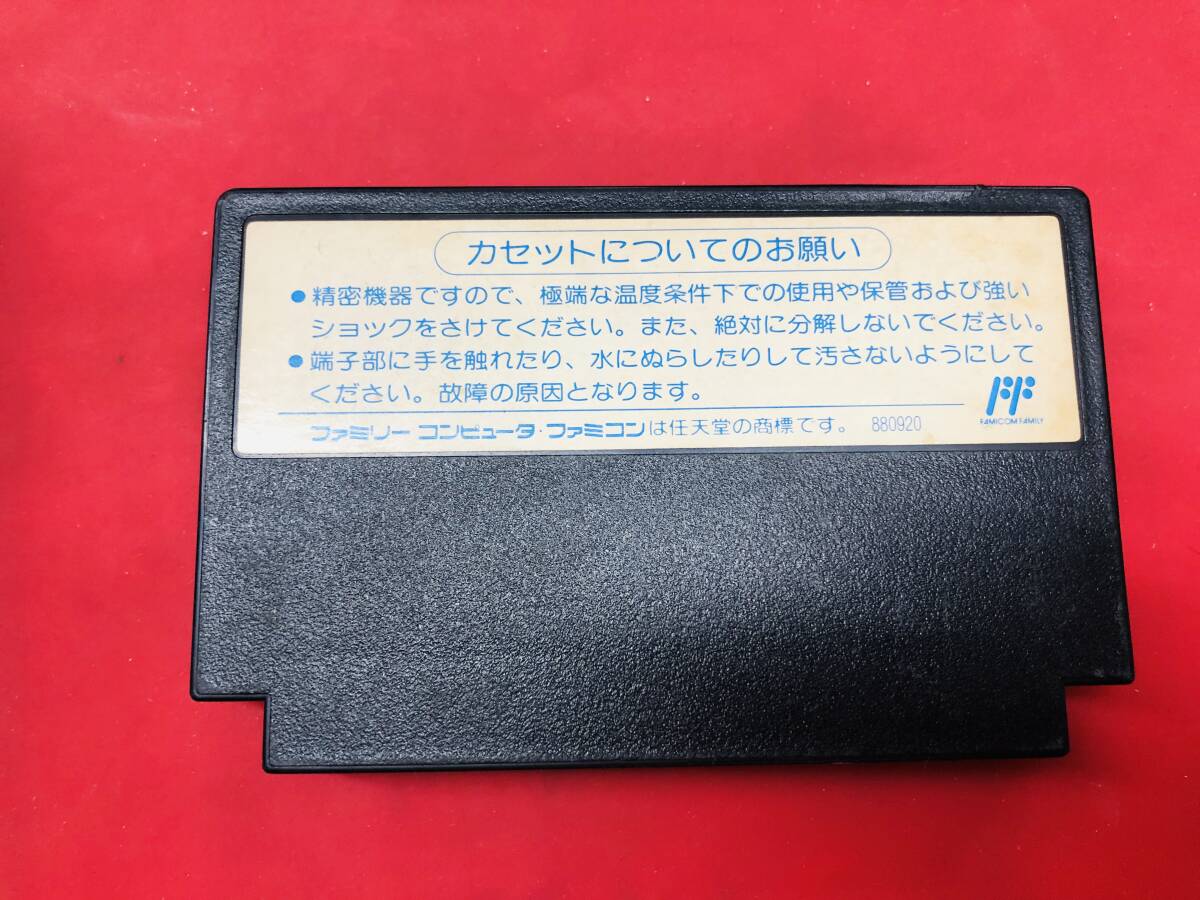 カセットについてのお願い
●精密機器ですので、極端な温度条件下での使用や保管および強い
ショックをさけてください。また、絶対に分解しないでください。
●端子部に手を触れたり、水にぬらしたりして汚さないようにして
ください。故障の原因となります。
ファミリー コンピュータ・ファミコンは任天堂の商標です。 880920
FAMICOM FAMILY